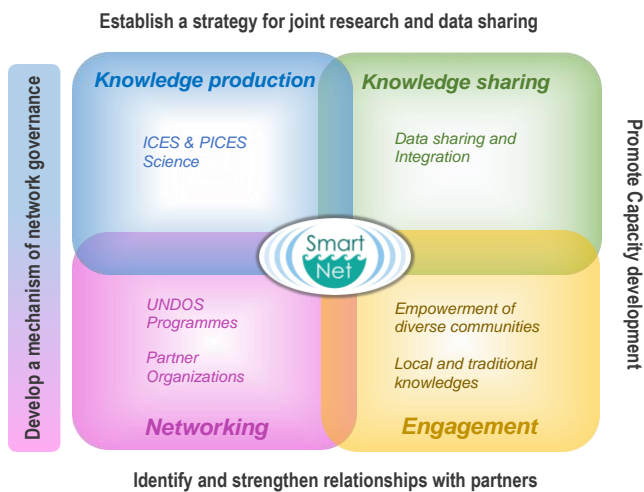 Establish a strategy for joint research and data sharing
Develop a mechanism of network governance
Knowledge production
ICES & PICES
Science
Knowledge sharing
Data sharing and
Integration
Smart
Net
UNDOS
Programmes
Partner
Organizations
Networking
Empowerment of
diverse communities
Local and traditional
knowledges
Engagement
Promote Capacity development
Identify and strengthen relationships with partners